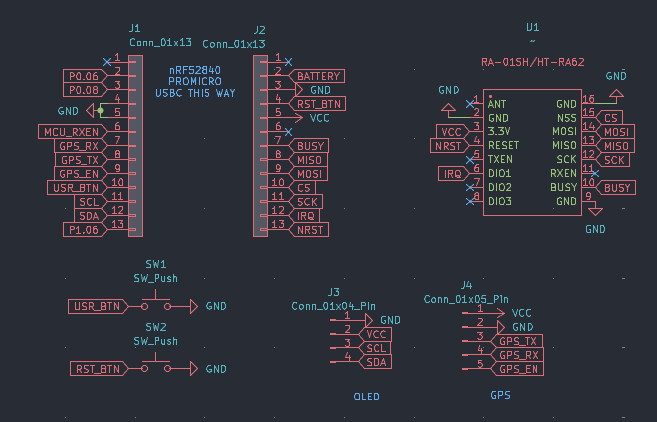 J1
Conn_01x13
J2
Conn_01x13
nRF52840
PROMICRO
USBC THIS WAY
1
P0.06 2
P0.08 3
GND 4
5
MCU_RXEN 6
GPS_RX 7
GPS_TX 8
GPS_EN 9
USR_BTN 10
SCL 11
SDA 12
P1.06 13
1
2 BATTERY
3 GND
4 RST_BTN
5 VCC
6
7 BUSY
8 MISO
9 MOSI
10 CS
11 SCK
12 IRQ
13 NRST
U1
~
RA-01SH/HT-RA62
GND
GND
1 ANT
2 GND
VCC 3 3.3V
NRST 4 RESET
5 TXEN
IRQ 6 DIO1
7 DIO2
8 DIO3
GND 16
NSS 15 CS
MOSI 14 MOSI
MISO 13 MISO
SCK 12 SCK
RXEN 11
BUSY 10 BUSY
GND 9
GND
SW1
SW_Push
USR_BTN GND
SW2
SW_Push
RST_BTN GND
J3
Conn_01x04_Pin
1 GND
2 VCC
3 SCL
4 SDA
OLED
J4
Conn_01x05_Pin
1 VCC
2 GND
3 GPS_TX
4 GPS_RX
5 GPS_EN
GPS